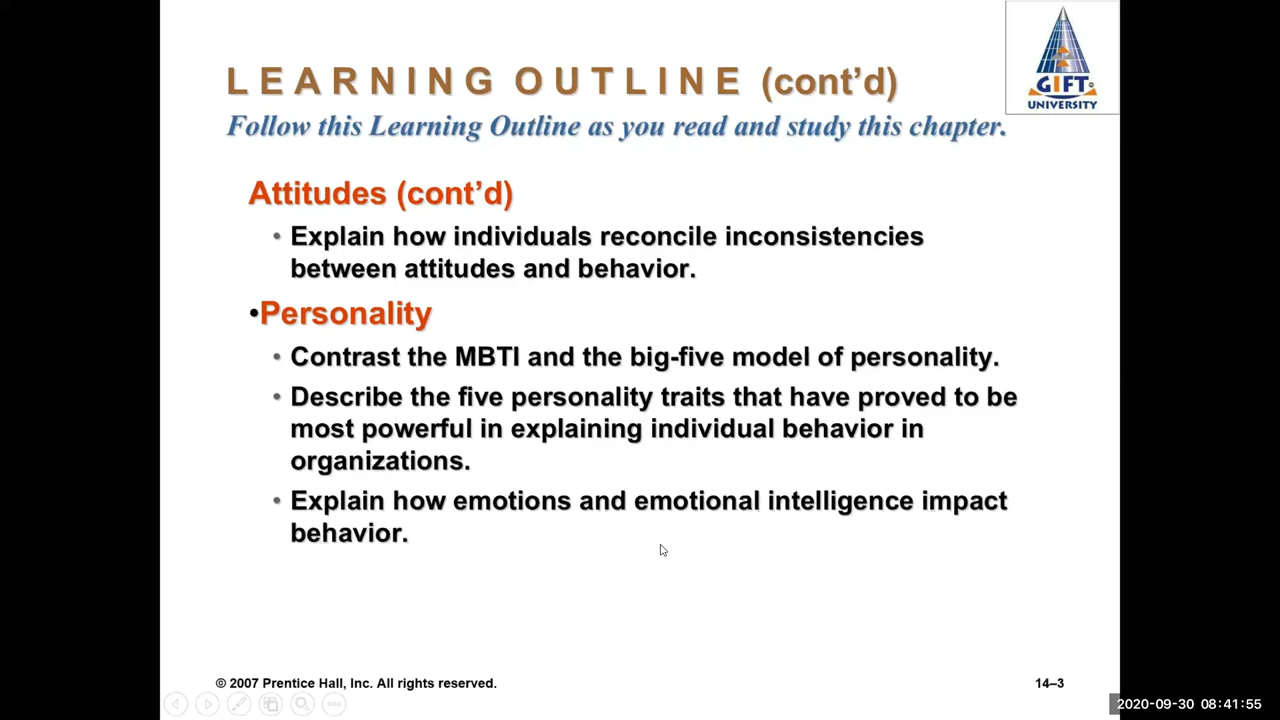 LEARNING OUTLINE (cont’d)
Follow this Learning Outline as you read and study this chapter.
GIFT
UNIVERSITY
Attitudes (cont’d)
• Explain how individuals reconcile inconsistencies
between attitudes and behavior.
•Personality
• Contrast the MBTI and the big-five model of personality.
• Describe the five personality traits that have proved to be
most powerful in explaining individual behavior in
organizations.
• Explain how emotions and emotional intelligence impact
behavior.
© 2007 Prentice Hall, Inc. All rights reserved.
14–3
2020-09-30 08:41:55